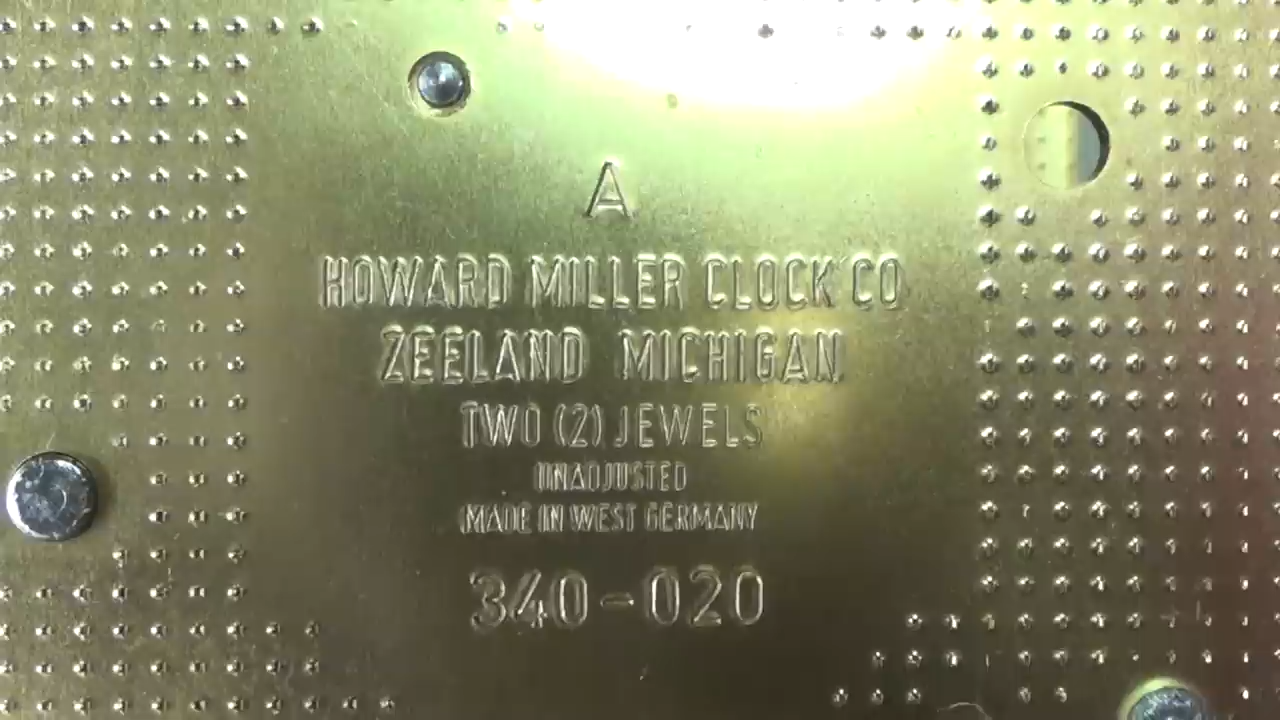 A
HOWARD MILLER CLOCK CO
ZEELAND MICHIGAN
TWO (2) JEWELS
UNADJUSTED
MADE IN WEST GERMANY
340-020